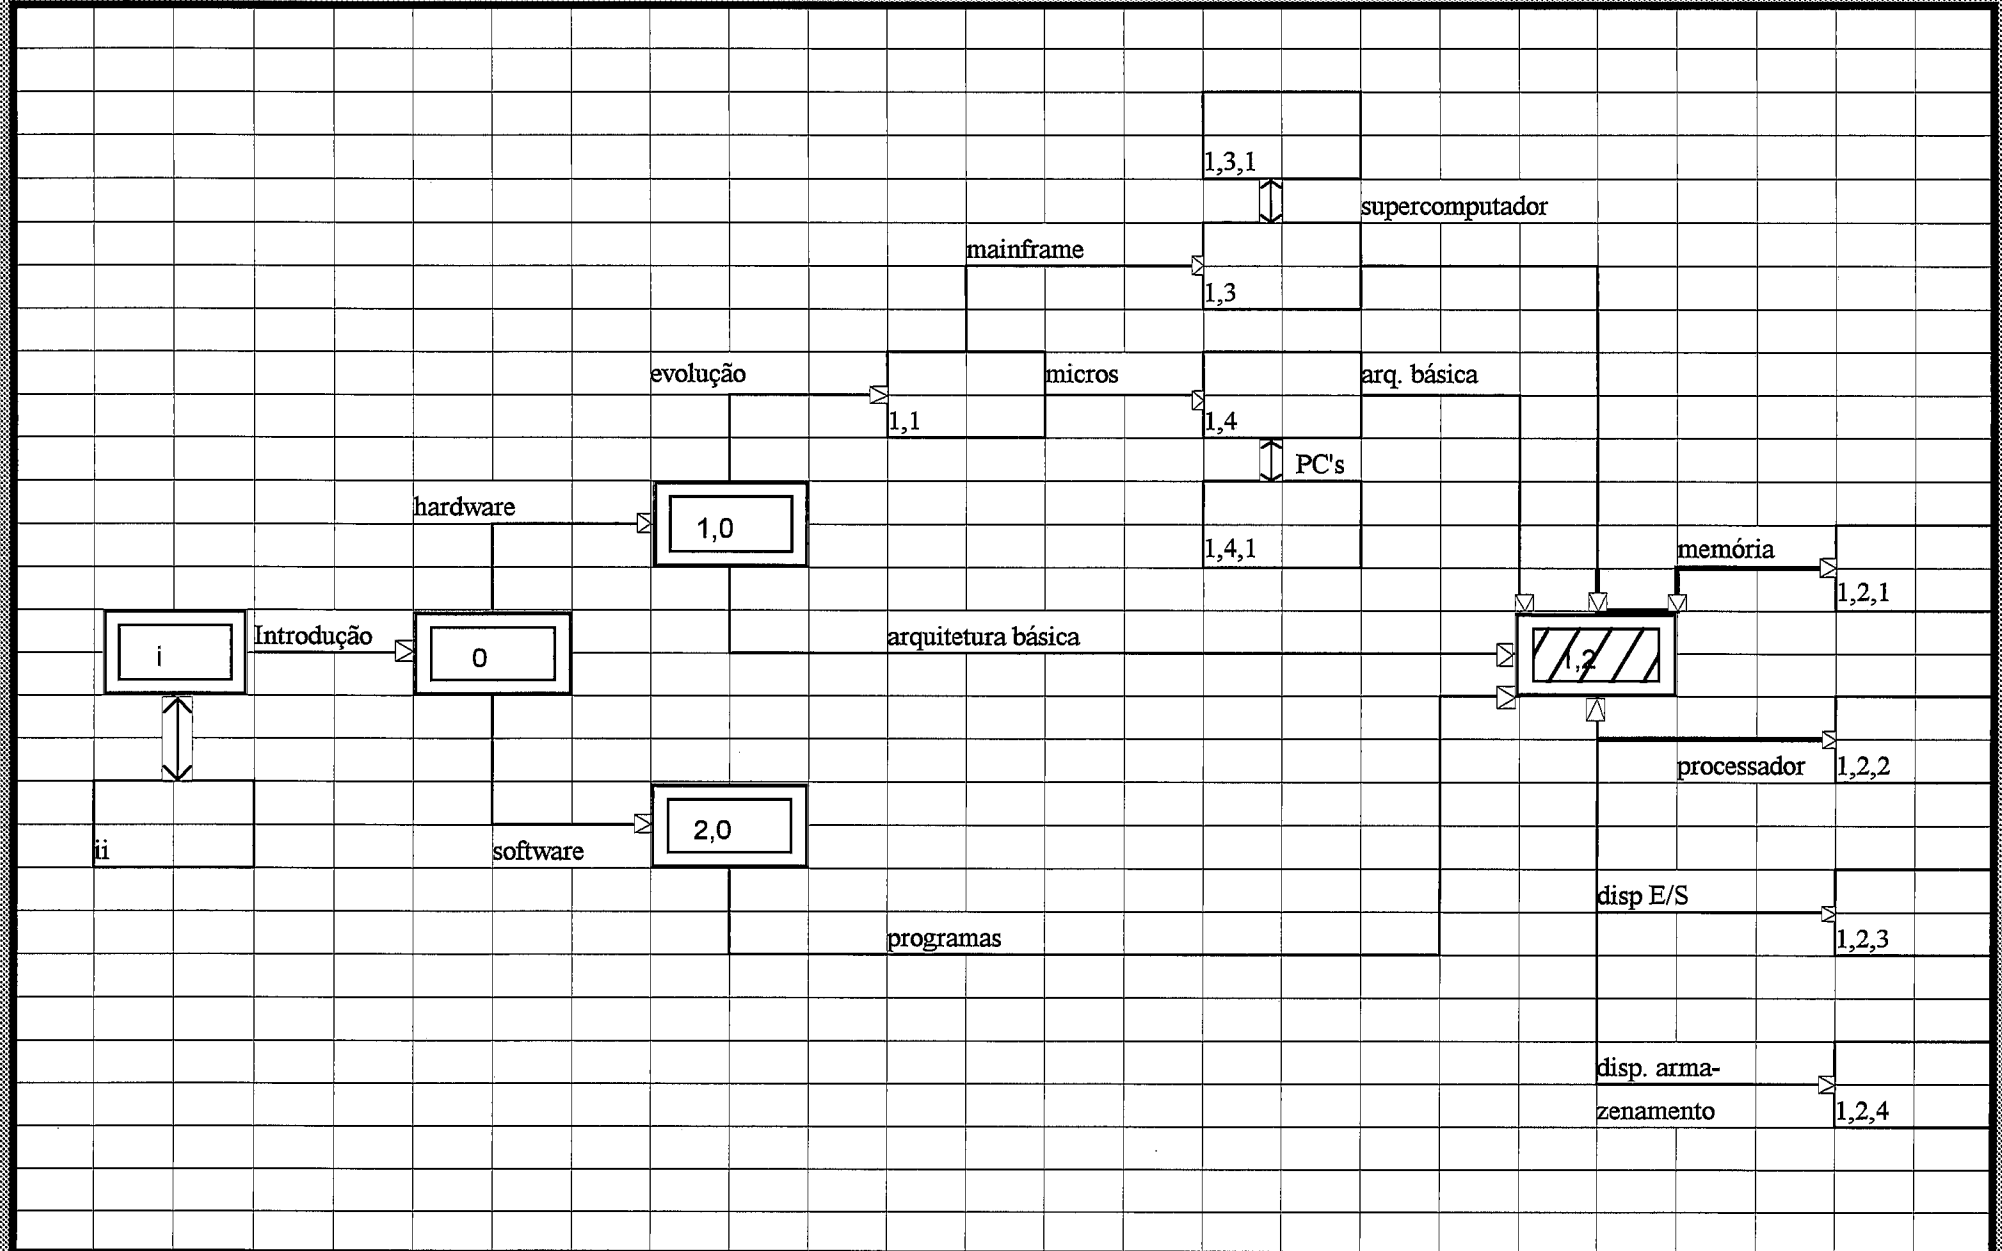 1,3,1
supercomputador
mainframe
1,3
evolução
micros
arq. básica
1,1
1,4
PC's
hardware
1,0
1,4,1
memória
1,2,1
i
Introdução
0
arquitetura básica
1,2
processador
1,2,2
2,0
ii
software
disp E/S
programas
1,2,3
disp. arma-
zenamento
1,2,4